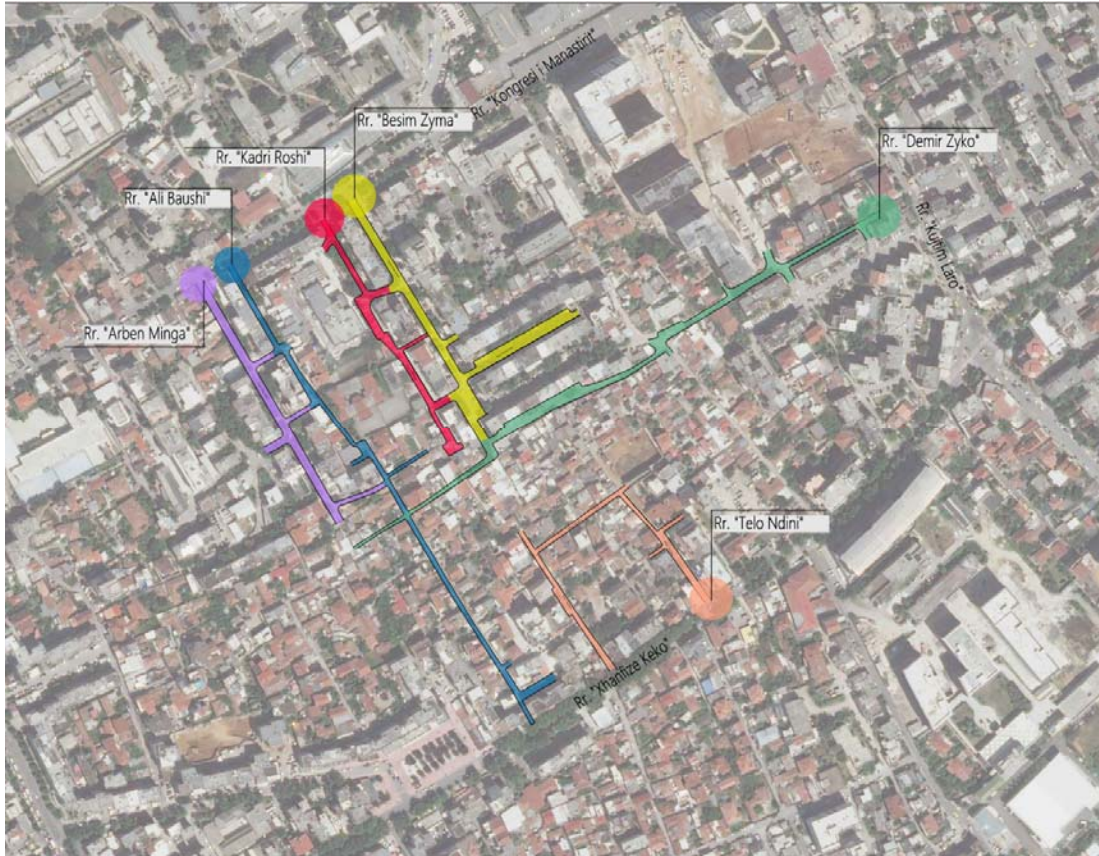 Rr. "Kongresi i Manastirit"
Rr. "Besim Zyma"
Rr. "Kadri Roshi"
Rr. "Demir Zyko"
Rr. "Ali Baushi"
Rr. "Kujtim Laro"
Rr. "Arben Minga"
Rr. "Telo Ndini"
Rr. "Xhanfize Keko"